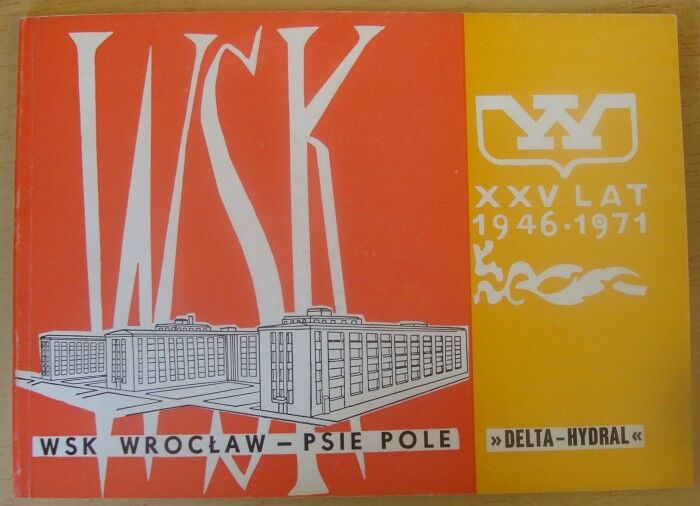 WSK
WSK WROCŁAW – PSIE POLE
W
XXV LAT
1946·1971
»DELTA–HYDRAL«